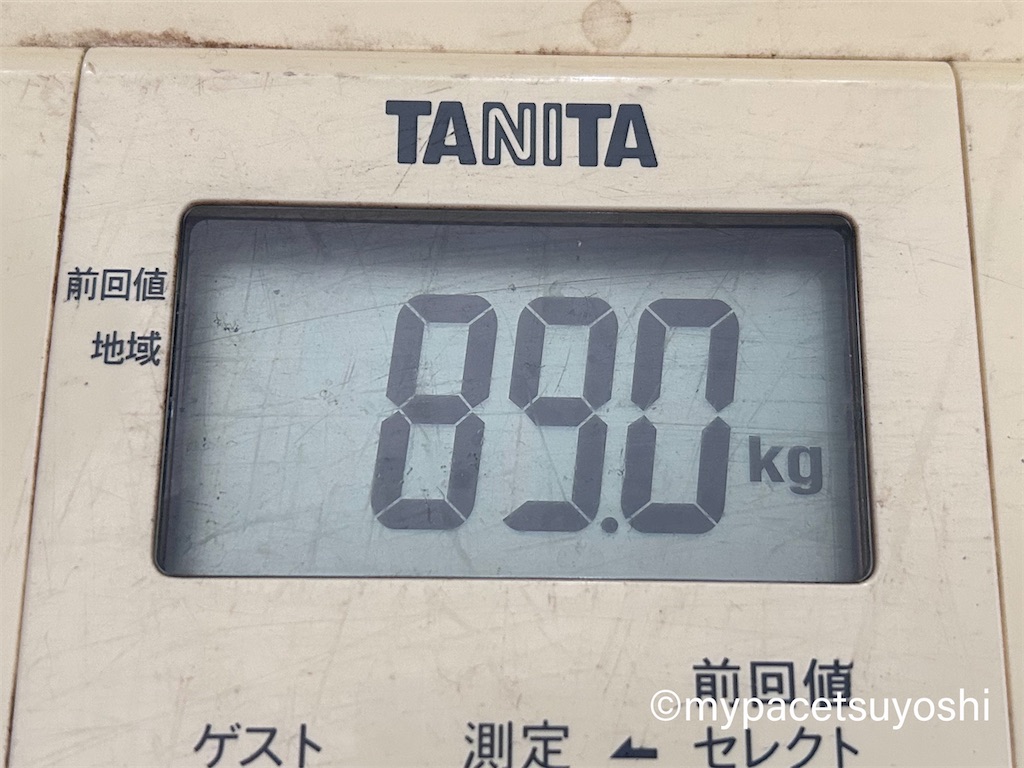 TANITA
前回値
地域
89.0 kg
前回値
ゲスト 測定 セレクト
©mypacetsuyoshi